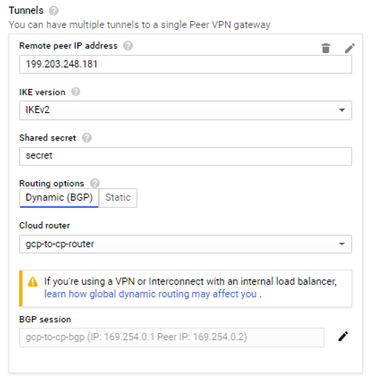 Tunnels
You can have multiple tunnels to a single Peer VPN gateway
Remote peer IP address
199.203.248.181
IKE version
IKEv2
Shared secret
secret
Routing options
Dynamic (BGP) Static
Cloud router
gcp-to-cp-router
If you're using a VPN or Interconnect with an internal load balancer,
learn how global dynamic routing may affect you .
BGP session
gcp-to-cp-bgp (IP: 169.254.0.1 Peer IP: 169.254.0.2)